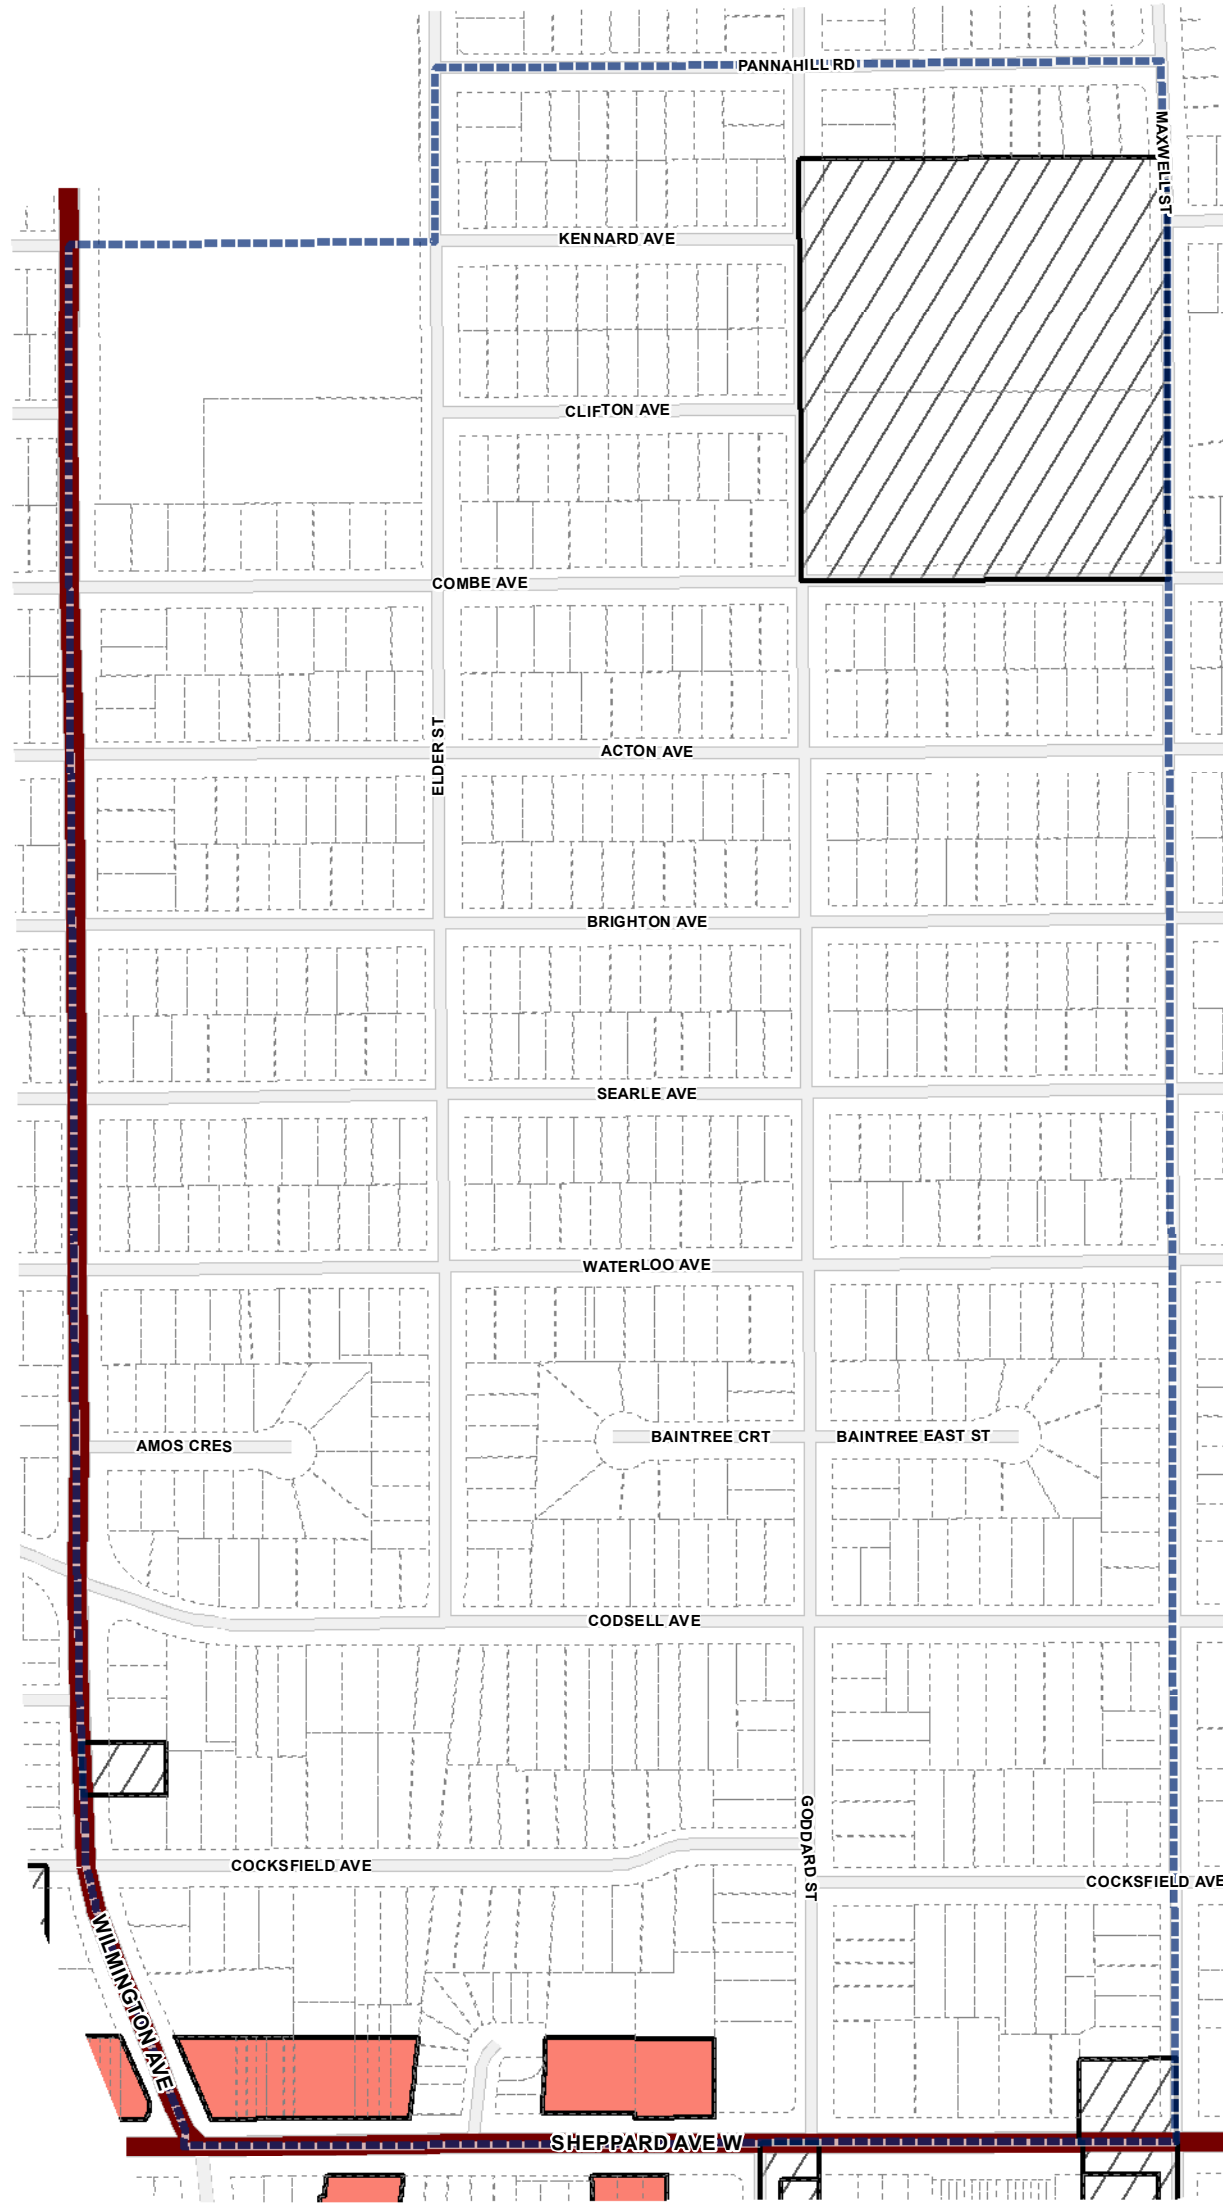 PANNAHILL RD
MAXWELL ST
KENNARD AVE
CLIFTON AVE
COMBE AVE
ELDER ST
ACTON AVE
BRIGHTON AVE
SEARLE AVE
WATERLOO AVE
AMOS CRES
BAINTREE CRT
BAINTREE EAST ST
CODSELL AVE
GODDARD ST
COCKSFIELD AVE
COCKSFIELD AVE
WILMINGTON AVE
SHEPPARD AVE W